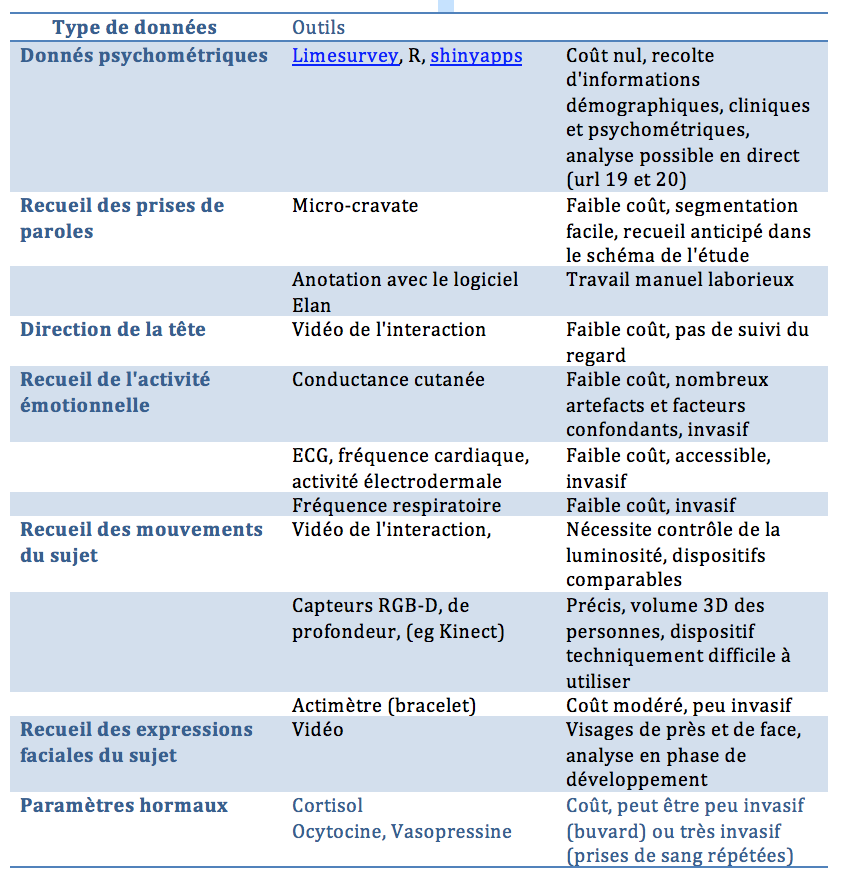 Type de données Outils
Donnés psychométriques Limesurvey, R, shinyapps Coût nul, recolte
d'informations
démographiques, cliniques
et psychométriques,
analyse possible en direct
(url 19 et 20)
Recueil des prises de Micro-cravate Faible coût, segmentation
paroles facile, recueil anticipé dans
le schéma de l'étude
Anotation avec le logiciel Travail manuel laborieux
Elan
Direction de la tête Vidéo de l'interaction Faible coût, pas de suivi du
regard
Recueil de l'activité Conductance cutanée Faible coût, nombreux
émotionnelle artefacts et facteurs
confondants, invasif
ECG, fréquence cardiaque, Faible coût, accessible,
activité électrodermale invasif
Fréquence respiratoire Faible coût, invasif
Recueil des mouvements Vidéo de l'interaction, Nécessite contrôle de la
du sujet luminosité, dispositifs
comparables
Capteurs RGB-D, de Précis, volume 3D des
profondeur, (eg Kinect) personnes, dispositif
techniquement difficile à
utiliser
Actimètre (bracelet) Coût modéré, peu invasif
Recueil des expressions Vidéo Visages de près et de face,
faciales du sujet analyse en phase de
développement
Paramètres hormaux Cortisol Coût, peut être peu invasif
Ocytocine, Vasopressine (buvard) ou très invasif
(prises de sang répétées)